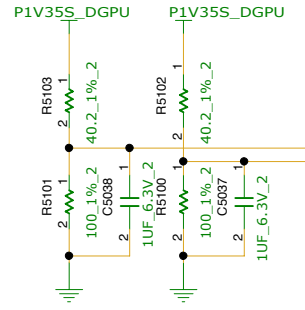 P1V35S_DGPU
P1V35S_DGPU
1
R5103
40.2_1%_2
2
1
R5102
40.2_1%_2
2
1
R5101
100_1%_2
2
1
C5038
1UF_6.3V_2
2
1
R5100
100_1%_2
2
1
C5037
1UF_6.3V_2
2